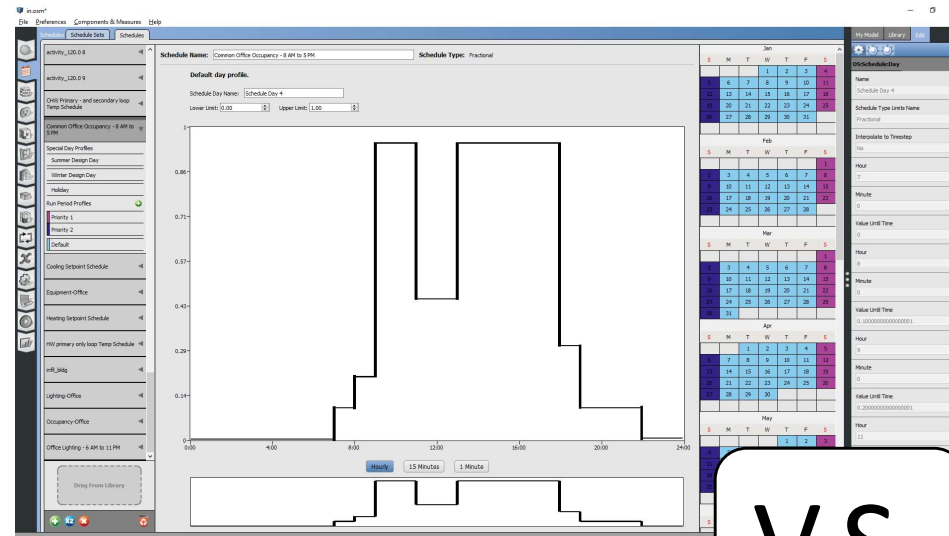 in.osm*
File Preferences Components & Measures Help
Schedules Schedule Sets Schedules
My Model Library Edit
activity_120.0 8
activity_120.0 9
CHW Primary - and secondary loop
Temp Schedule
Common Office Occupancy - 8 AM to
5 PM
Special Day Profiles
Summer Design Day
Winter Design Day
Holiday
Run Period Profiles
Priority 1
Priority 2
Default
Cooling Setpoint Schedule
Equipment-Office
Heating Setpoint Schedule
HW primary only loop Temp Schedule
infil_bldg
Lighting-Office
Occupancy-Office
Office Lighting - 6 AM to 11 PM
Drag From Library
X2
Schedule Name: Common Office Occupancy - 8 AM to 5 PM Schedule Type: Fractional
Default day profile.
Schedule Day Name: Schedule Day 4
Lower Limit: 0.00 Upper Limit: 1.00
1
0.86
0.71
0.57
0.43
0.29
0.14
0
0:00 4:00 8:00 12:00 16:00 20:00 24:00
Hourly 15 Minutes 1 Minute
Jan
S M T W T F S
1 2 3 4
5 6 7 8 9 10 11
12 13 14 15 16 17 18
19 20 21 22 23 24 25
26 27 28 29 30 31
Feb
S M T W T F S
1
2 3 4 5 6 7 8
9 10 11 12 13 14 15
16 17 18 19 20 21 22
23 24 25 26 27 28
Mar
S M T W T F S
1
2 3 4 5 6 7 8
9 10 11 12 13 14 15
16 17 18 19 20 21 22
23 24 25 26 27 28 29
30 31
Apr
S M T W T F S
1 2 3 4 5
6 7 8 9 10 11 12
13 14 15 16 17 18 19
20 21 22 23 24 25 26
27 28 29 30
May
S M T W T F S
1 2 3
4
11
S
OS:Schedule:Day
Name
Schedule Day 4
Schedule Type Limits Name
Fractional
Interpolate to Timestep
No
Hour
7
Minute
0
Value Until Time
0
Hour
8
Minute
0
Value Until Time
0.1000000000000001
Hour
9
Minute
0
Value Until Time
0.2000000000000001
Hour
11
V.S